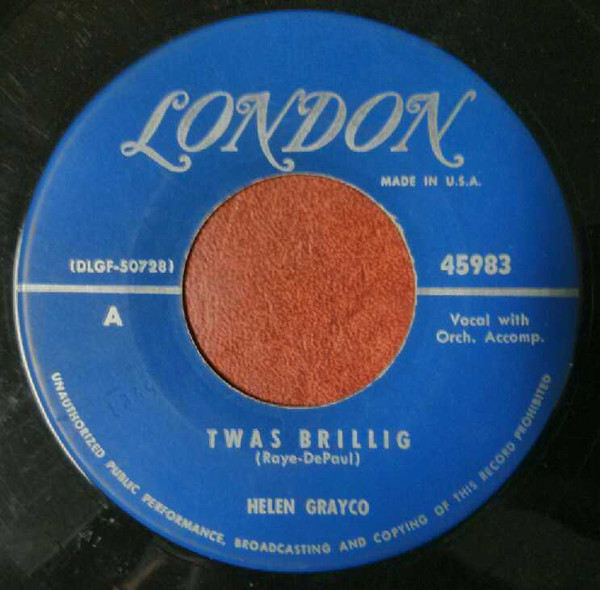 LONDON
MADE IN U.S.A.
(DLGF-50728)
45983
A
Vocal with
Orch. Accomp.
TWAS BRILLIG
(Raye-DePaul)
HELEN GRAYCO
UNAUTHORIZED PUBLIC PERFORMANCE, BROADCASTING AND COPYING OF THIS RECORD PROHIBITED